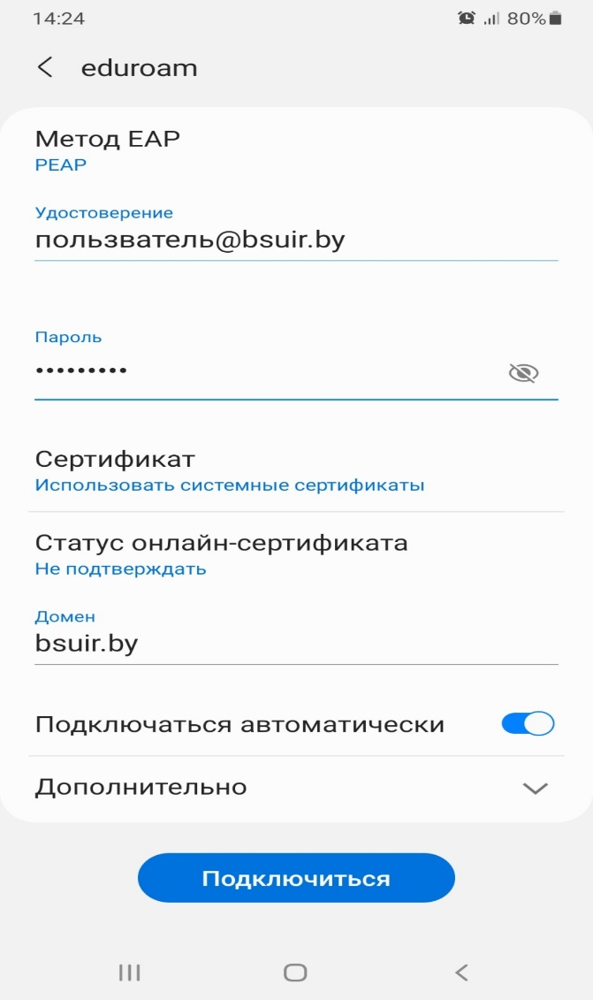 14:24 80%
eduroam
Метод EAP
PEAP
Удостоверение
пользватель@bsuir.by
Пароль
•••••••••
Сертификат
Использовать системные сертификаты
Статус онлайн-сертификата
Не подтверждать
Домен
bsuir.by
Подключаться автоматически
Дополнительно
Подключиться